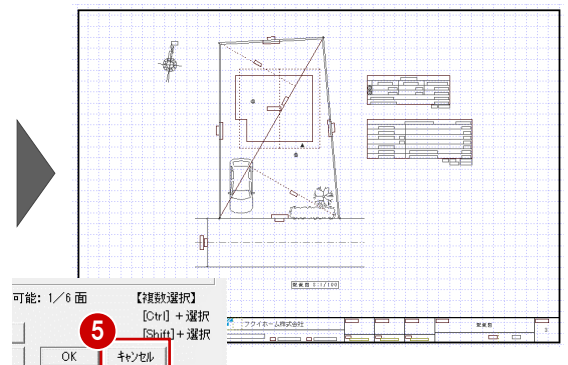 配置図 S:1/100
可能: 1/6 面 【複数選択】
[Ctrl] + 選択
[Shift] + 選択
5
OK キャンセル
フクイホーム株式会社
配置図